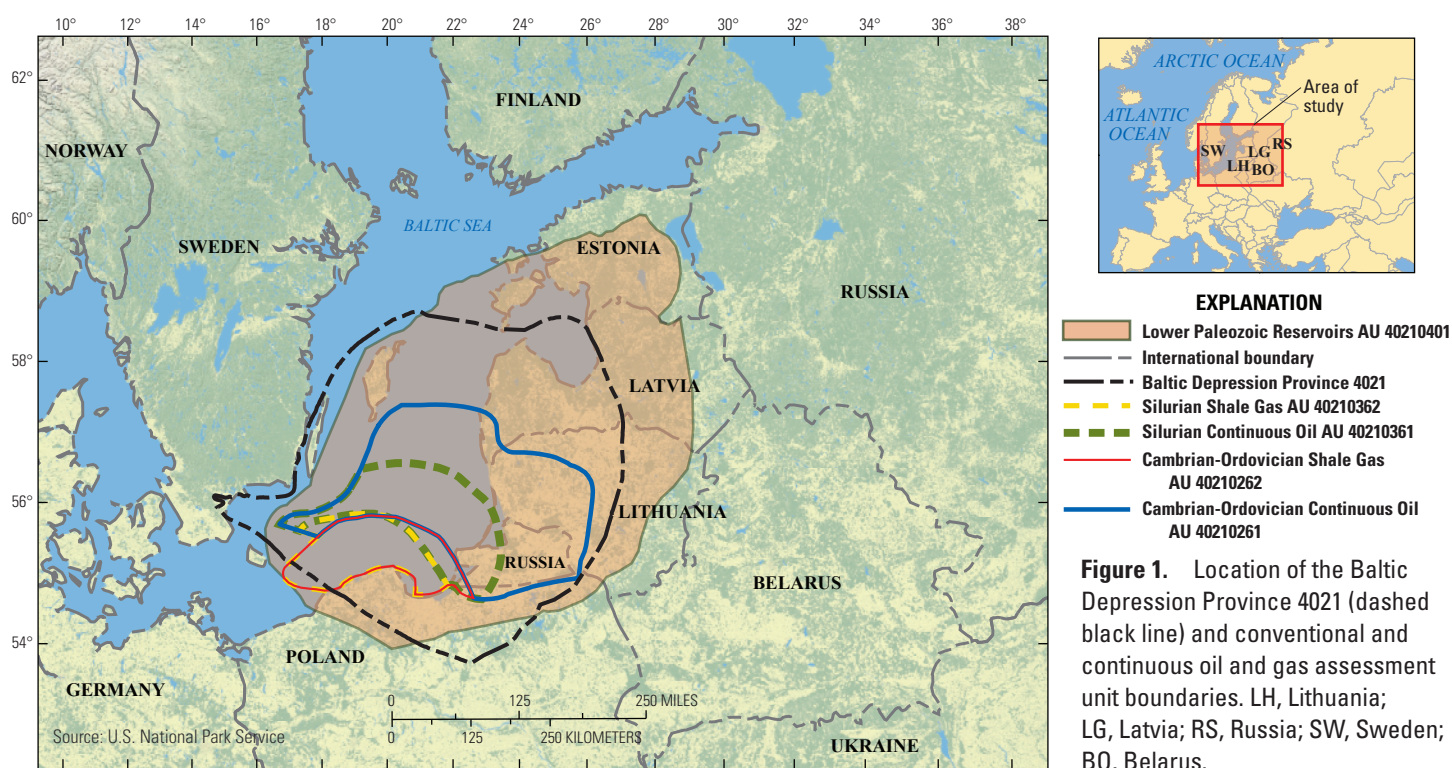 10° 12° 14° 16° 18° 20° 22° 24° 26° 28° 30° 32° 34° 36° 38°
62°
60°
58°
56°
54°
NORWAY
FINLAND
SWEDEN
BALTIC SEA
ESTONIA
RUSSIA
LATVIA
LITHUANIA
RUSSIA
BELARUS
POLAND
GERMANY
UKRAINE
0 125 250 MILES
0 125 250 KILOMETERS
Source: U.S. National Park Service
ARCTIC OCEAN
Area of
study
ATLANTIC
OCEAN
SW
LG
RS
LH
BO
EXPLANATION
Lower Paleozoic Reservoirs AU 40210401
International boundary
Baltic Depression Province 4021
Silurian Shale Gas AU 40210362
Silurian Continuous Oil AU 40210361
Cambrian-Ordovician Shale Gas
AU 40210262
Cambrian-Ordovician Continuous Oil
AU 40210261
Figure 1. Location of the Baltic
Depression Province 4021 (dashed
black line) and conventional and
continuous oil and gas assessment
unit boundaries. LH, Lithuania;
LG, Latvia; RS, Russia; SW, Sweden;
BO, Belarus.